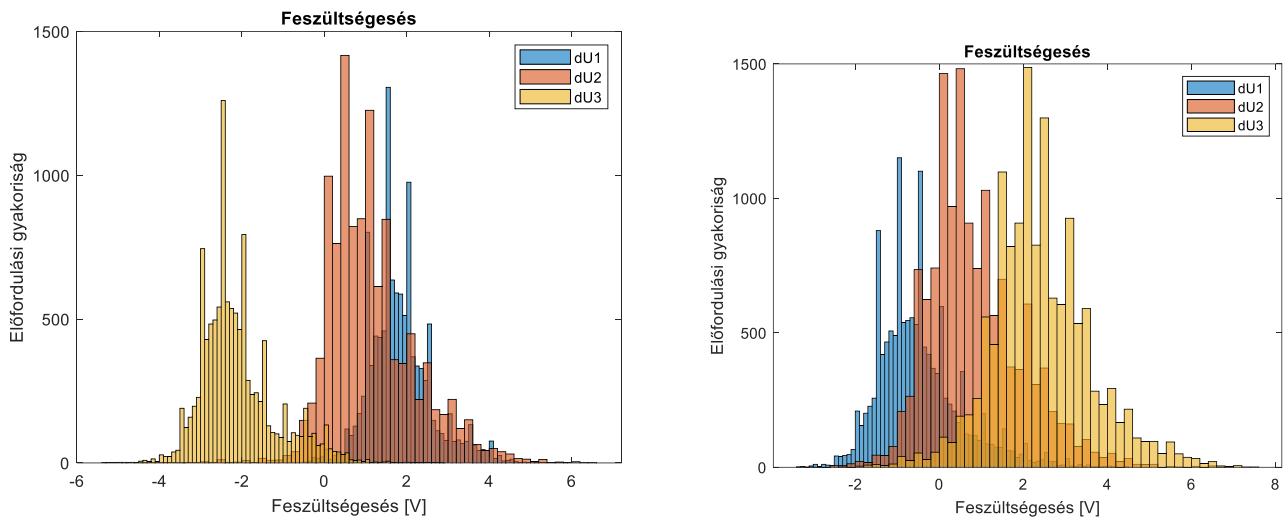 Feszültségesés
1500
1000
500
0
-6
-4
-2
0
2
4
6
Előfordulási gyakoriság
Feszültségesés [V]
dU1
dU2
dU3
Feszültségesés
1500
1000
500
0
-2
0
2
4
6
8
Előfordulási gyakoriság
Feszültségesés [V]
dU1
dU2
dU3